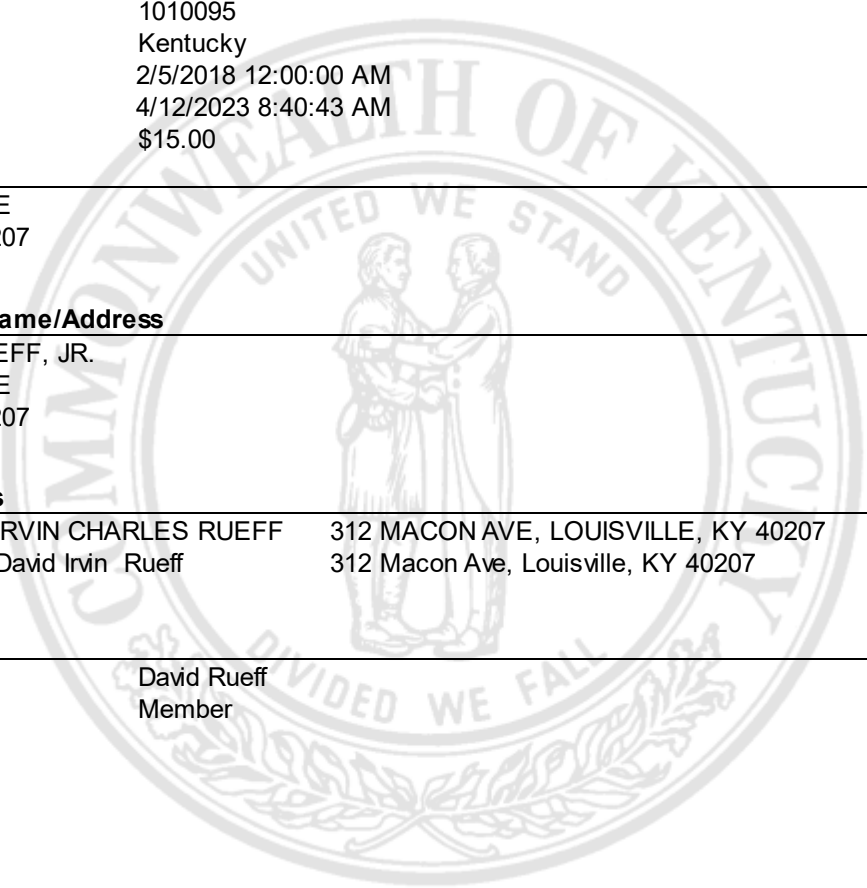 1010095
Kentucky
2/5/2018 12:00:00 AM
4/12/2023 8:40:43 AM
$15.00
E
207
ame/Address
EFF, JR.
E
207
s
RVIN CHARLES RUEFF 312 MACON AVE, LOUISVILLE, KY 40207
David Irvin Rueff 312 Macon Ave, Louisville, KY 40207
David Rueff
Member
COMMONWEALTH OF KENTUCKY
UNITED WE STAND
DIVIDED WE FALL